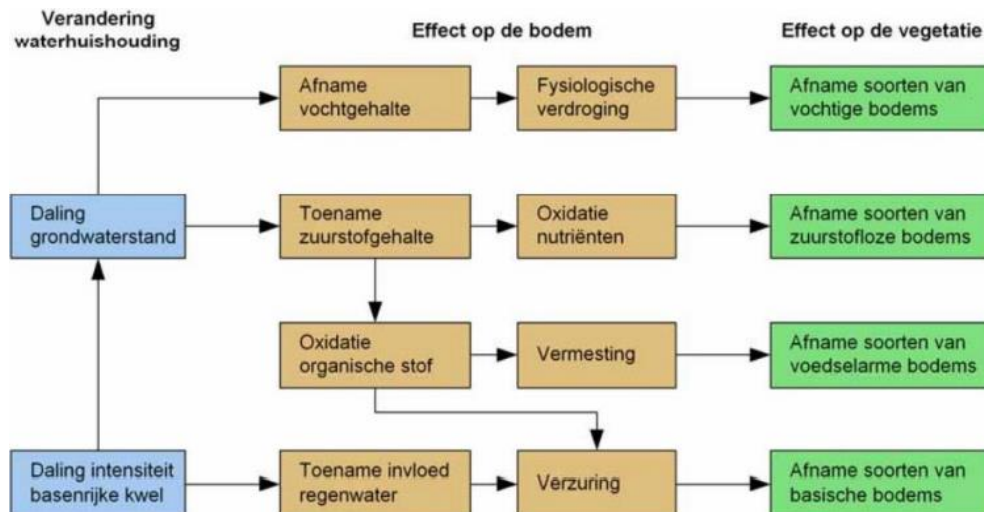 Verandering
waterhuishouding
Effect op de bodem
Effect op de vegetatie
Afname
vochtgehalte
Fysiologische
verdroging
Afname soorten van
vochtige bodems
Daling
grondwaterstand
Toename
zuurstofgehalte
Oxidatie
nutriënten
Afname soorten van
zuurstofloze bodems
Oxidatie
organische stof
Vermesting
Afname soorten van
voedselarme bodems
Daling intensiteit
basenrijke kwel
Toename invloed
regenwater
Verzuring
Afname soorten van
basische bodems